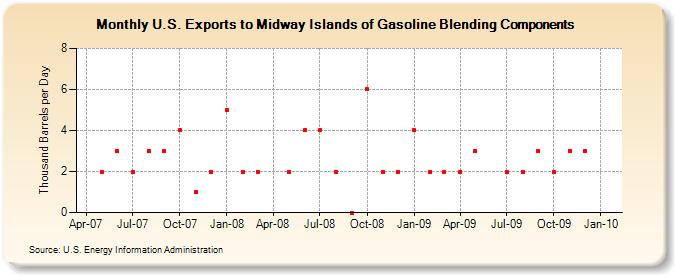 Monthly U.S. Exports to Midway Islands of Gasoline Blending Components
Thousand Barrels per Day
8
6
4
2
0
Apr-07 Jul-07 Oct-07 Jan-08 Apr-08 Jul-08 Oct-08 Jan-09 Apr-09 Jul-09 Oct-09 Jan-10
Source: U.S. Energy Information Administration